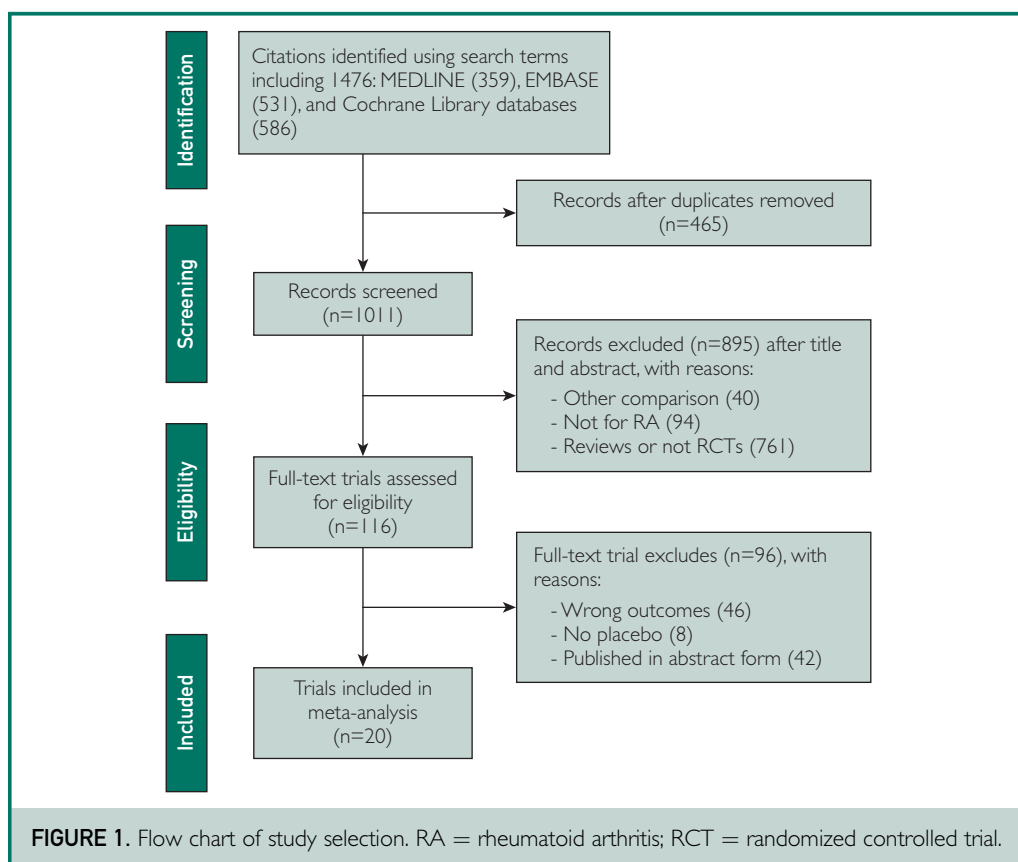 Identification
Citations identified using search terms
including 1476: MEDLINE (359), EMBASE
(531), and Cochrane Library databases
(586)
Records after duplicates removed
(n=465)
Screening
Records screened
(n=1011)
Records excluded (n=895) after title
and abstract, with reasons:
- Other comparison (40)
- Not for RA (94)
- Reviews or not RCTs (761)
Eligibility
Full-text trials assessed
for eligibility
(n=116)
Full-text trial excludes (n=96), with
reasons:
- Wrong outcomes (46)
- No placebo (8)
- Published in abstract form (42)
Included
Trials included in
meta-analysis
(n=20)
FIGURE 1. Flow chart of study selection. RA = rheumatoid arthritis; RCT = randomized controlled trial.